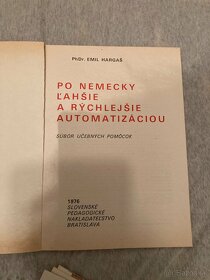 PhDr. EMIL HARGAŠ
PO NEMECKY
ĽAHŠIE
A RÝCHLEJŠIE
AUTOMATIZÁCIOU
SÚBOR UČEBNÝCH POMÔCOK
1976
SLOVENSKÉ
PEDAGOGICKÉ
NAKLADATEĽSTVO
BRATISLAVA